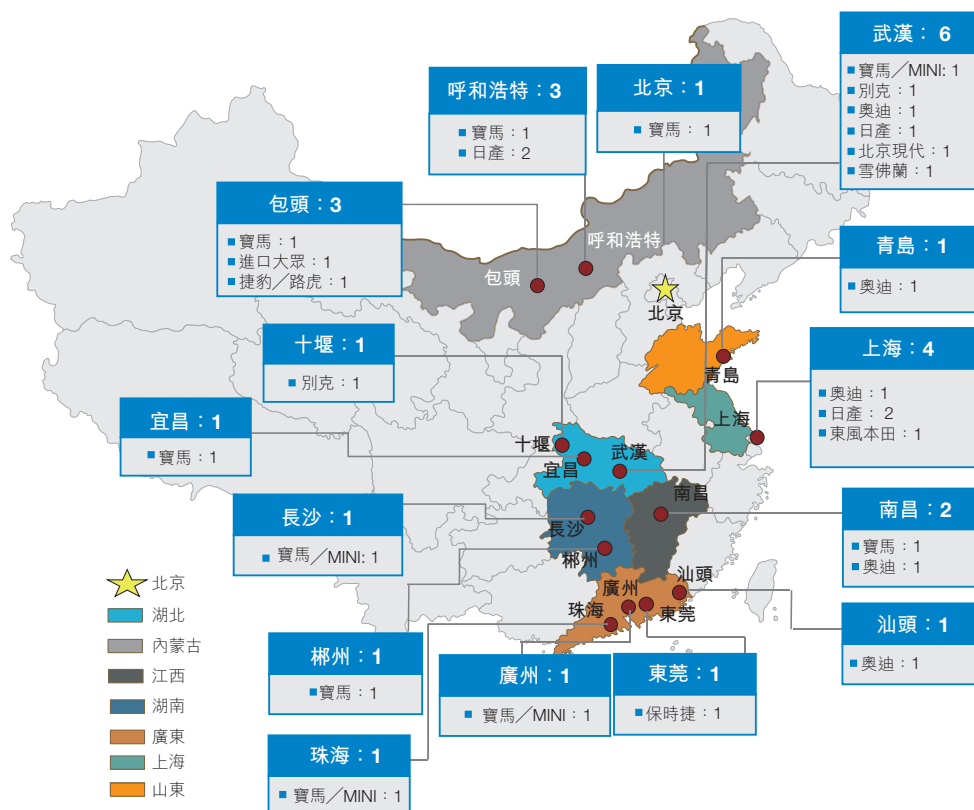 武漢：6
寶馬／MINI: 1
別克：1
奧迪：1
日產：1
北京現代：1
雪佛蘭：1
北京：1
寶馬：1
呼和浩特：3
寶馬：1
日產：2
包頭：3
寶馬：1
進口大眾：1
捷豹／路虎：1
青島：1
奧迪：1
十堰：1
別克：1
上海：4
奧迪：1
日產：2
東風本田：1
宜昌：1
寶馬：1
長沙：1
寶馬／MINI: 1
南昌：2
寶馬：1
奧迪：1
郴州：1
寶馬：1
廣州：1
寶馬／MINI：1
東莞：1
保時捷：1
汕頭：1
奧迪：1
珠海：1
寶馬／MINI：1
呼和浩特
包頭
北京
青島
上海
十堰
宜昌
武漢
南昌
長沙
郴州
汕頭
廣州
珠海
東莞
北京
湖北
內蒙古
江西
湖南
廣東
上海
山東